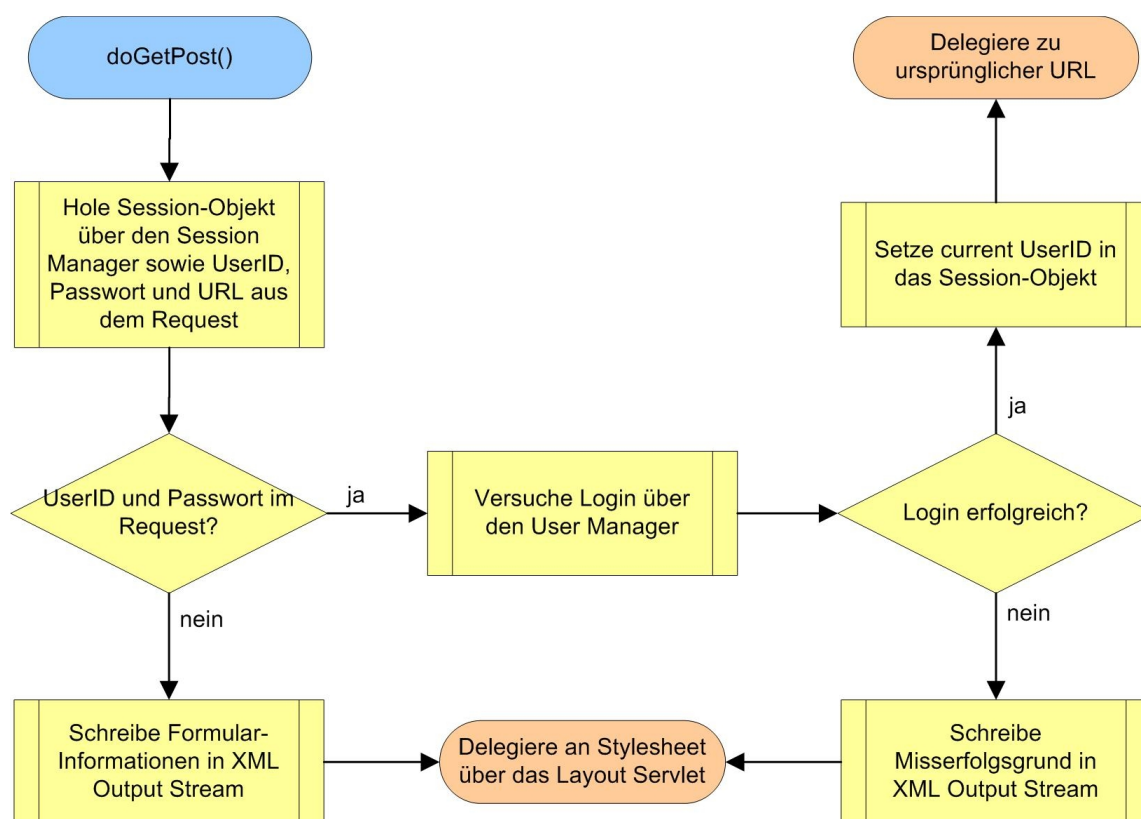 doGetPost()
Hole Session-Objekt
über den Session
Manager sowie UserID,
Passwort und URL aus
dem Request
UserID und Passwort im
Request?
ja
nein
Schreibe Formular-
Informationen in XML
Output Stream
Versuche Login über
den User Manager
Delegiere an Stylesheet
über das Layout Servlet
Delegiere zu
ursprünglicher URL
Setze current UserID in
das Session-Objekt
ja
Login erfolgreich?
nein
Schreibe
Misserfolgsgrund in
XML Output Stream